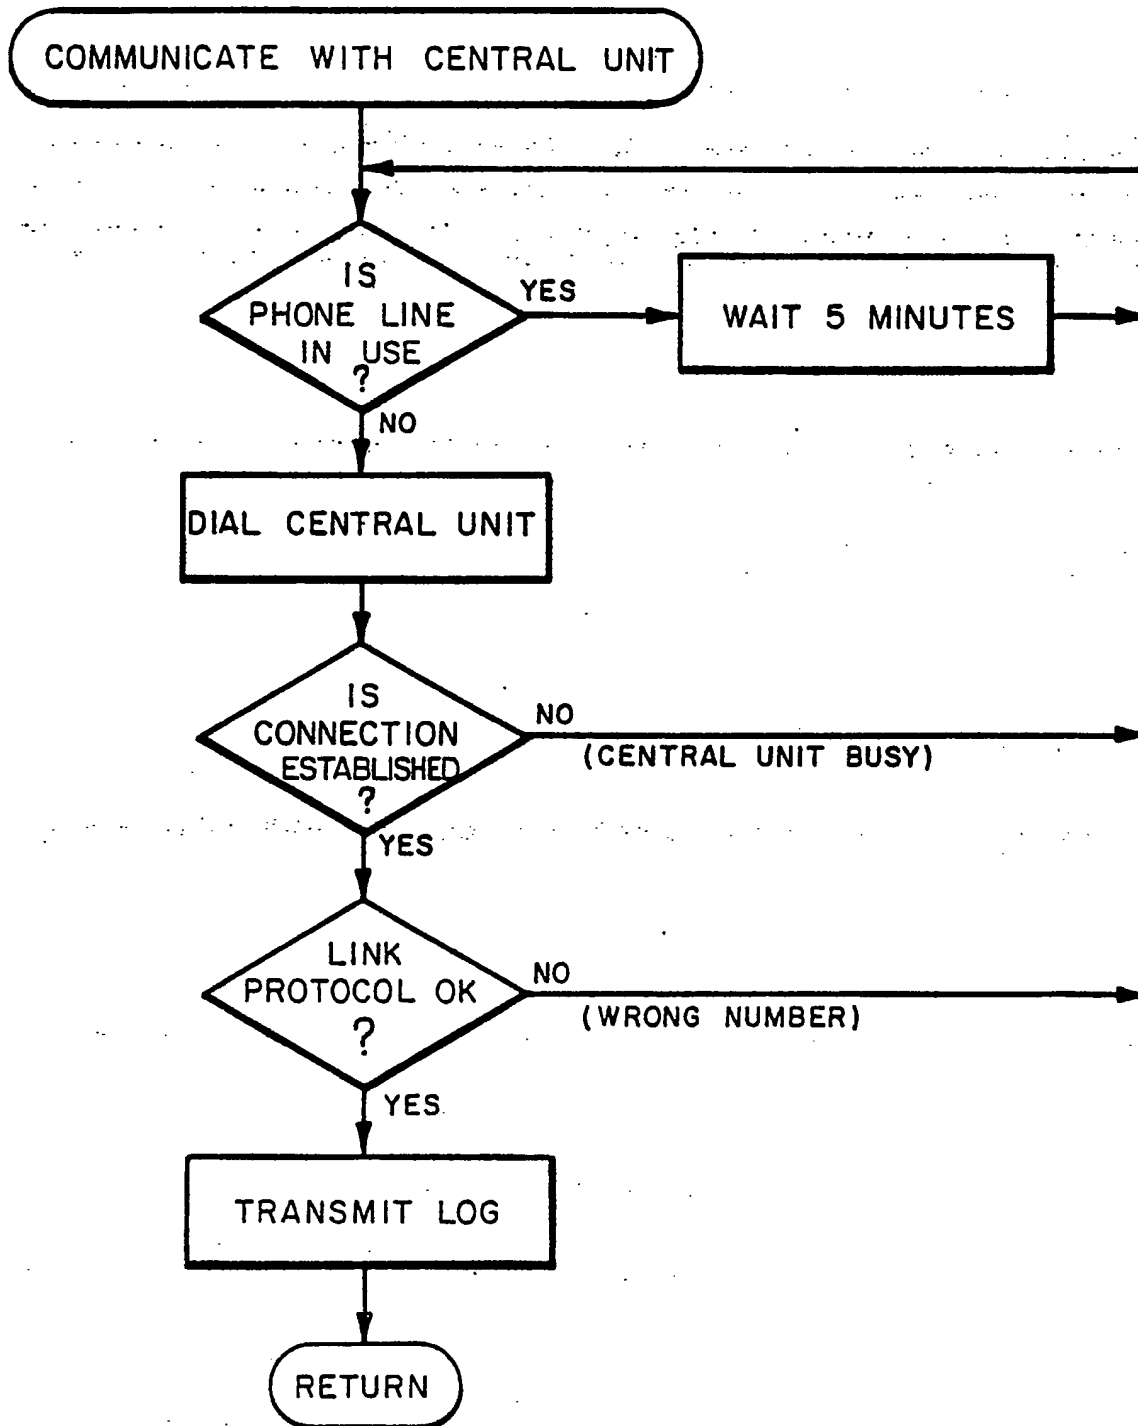 COMMUNICATE WITH CENTRAL UNIT
IS
PHONE LINE
IN USE
?
YES
WAIT 5 MINUTES
NO
DIAL CENTRAL UNIT
IS
CONNECTION
ESTABLISHED
?
NO
(CENTRAL UNIT BUSY)
YES
LINK
PROTOCOL OK
?
NO
(WRONG NUMBER)
YES
TRANSMIT LOG
RETURN